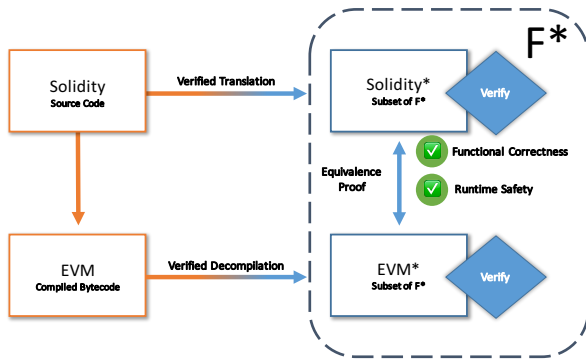 F*
Solidity
Source Code
Verified Translation
Solidity*
Subset of F*
Verify
Functional Correctness
Equivalence
Proof
Runtime Safety
EVM
Compiled Bytecode
Verified Decompilation
EVM*
Subset of F*
Verify